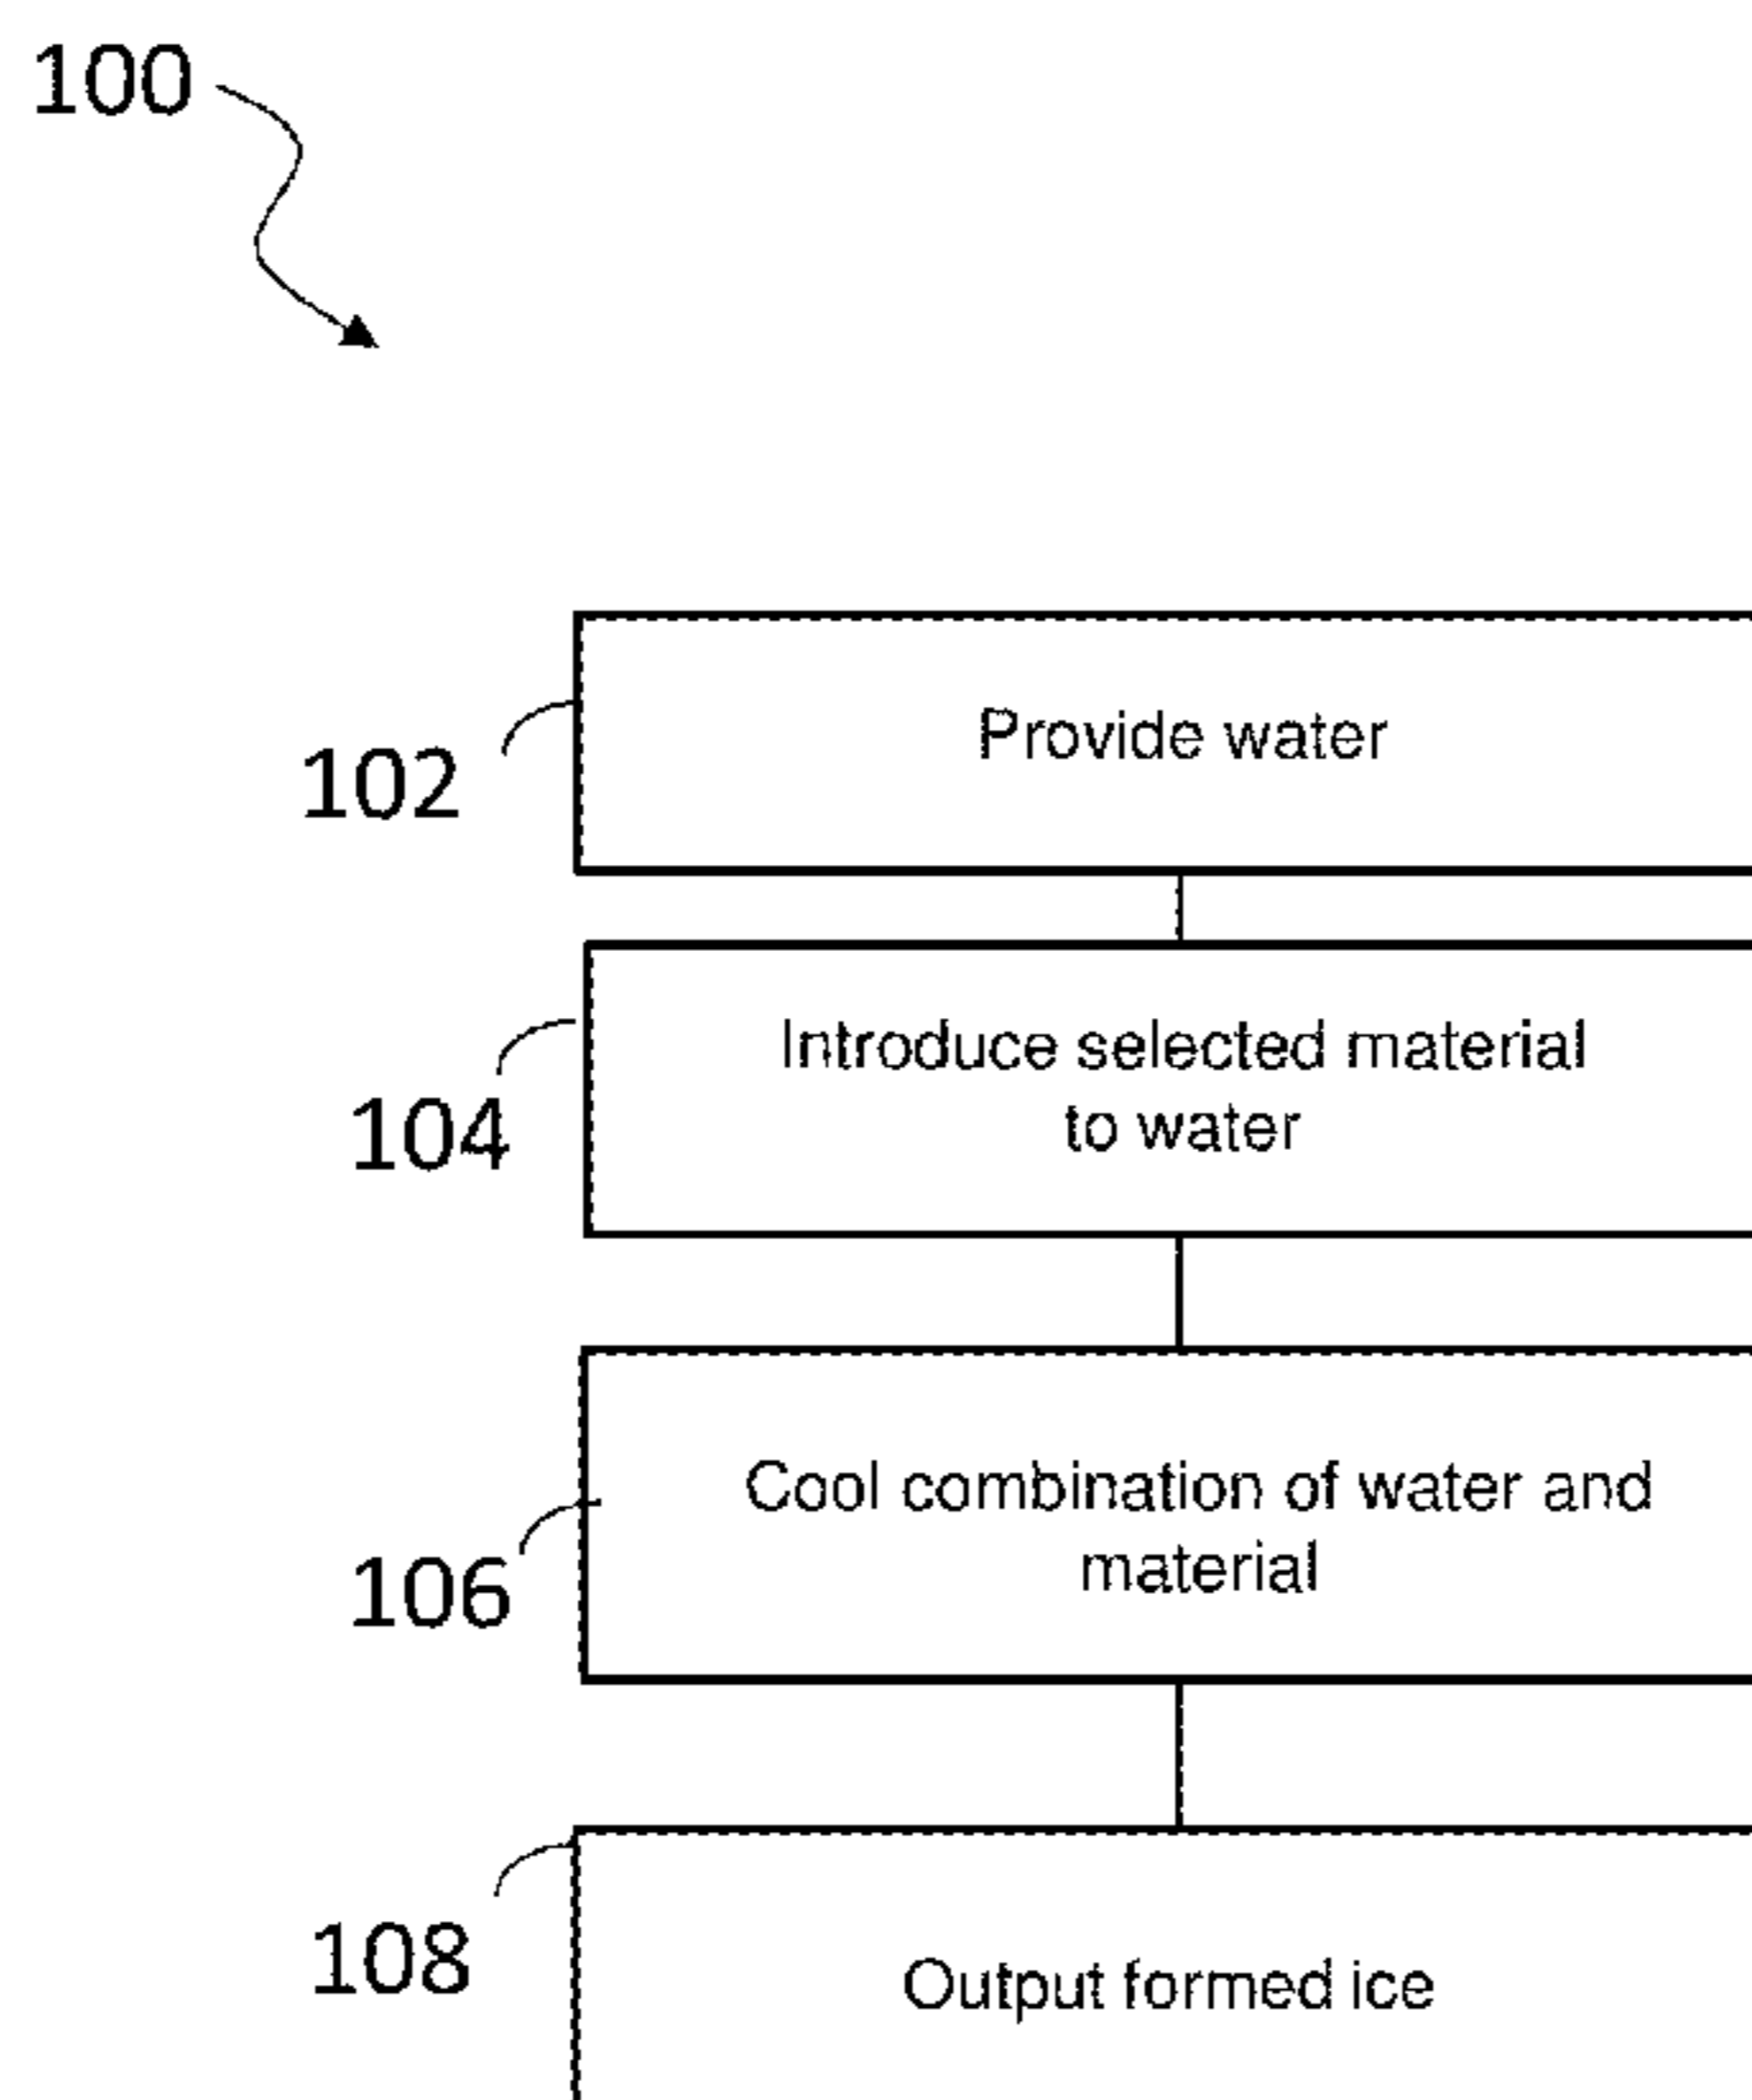 100
102
Provide water
104
Introduce selected material
to water
106
Cool combination of water and
material
108
Output formed ice